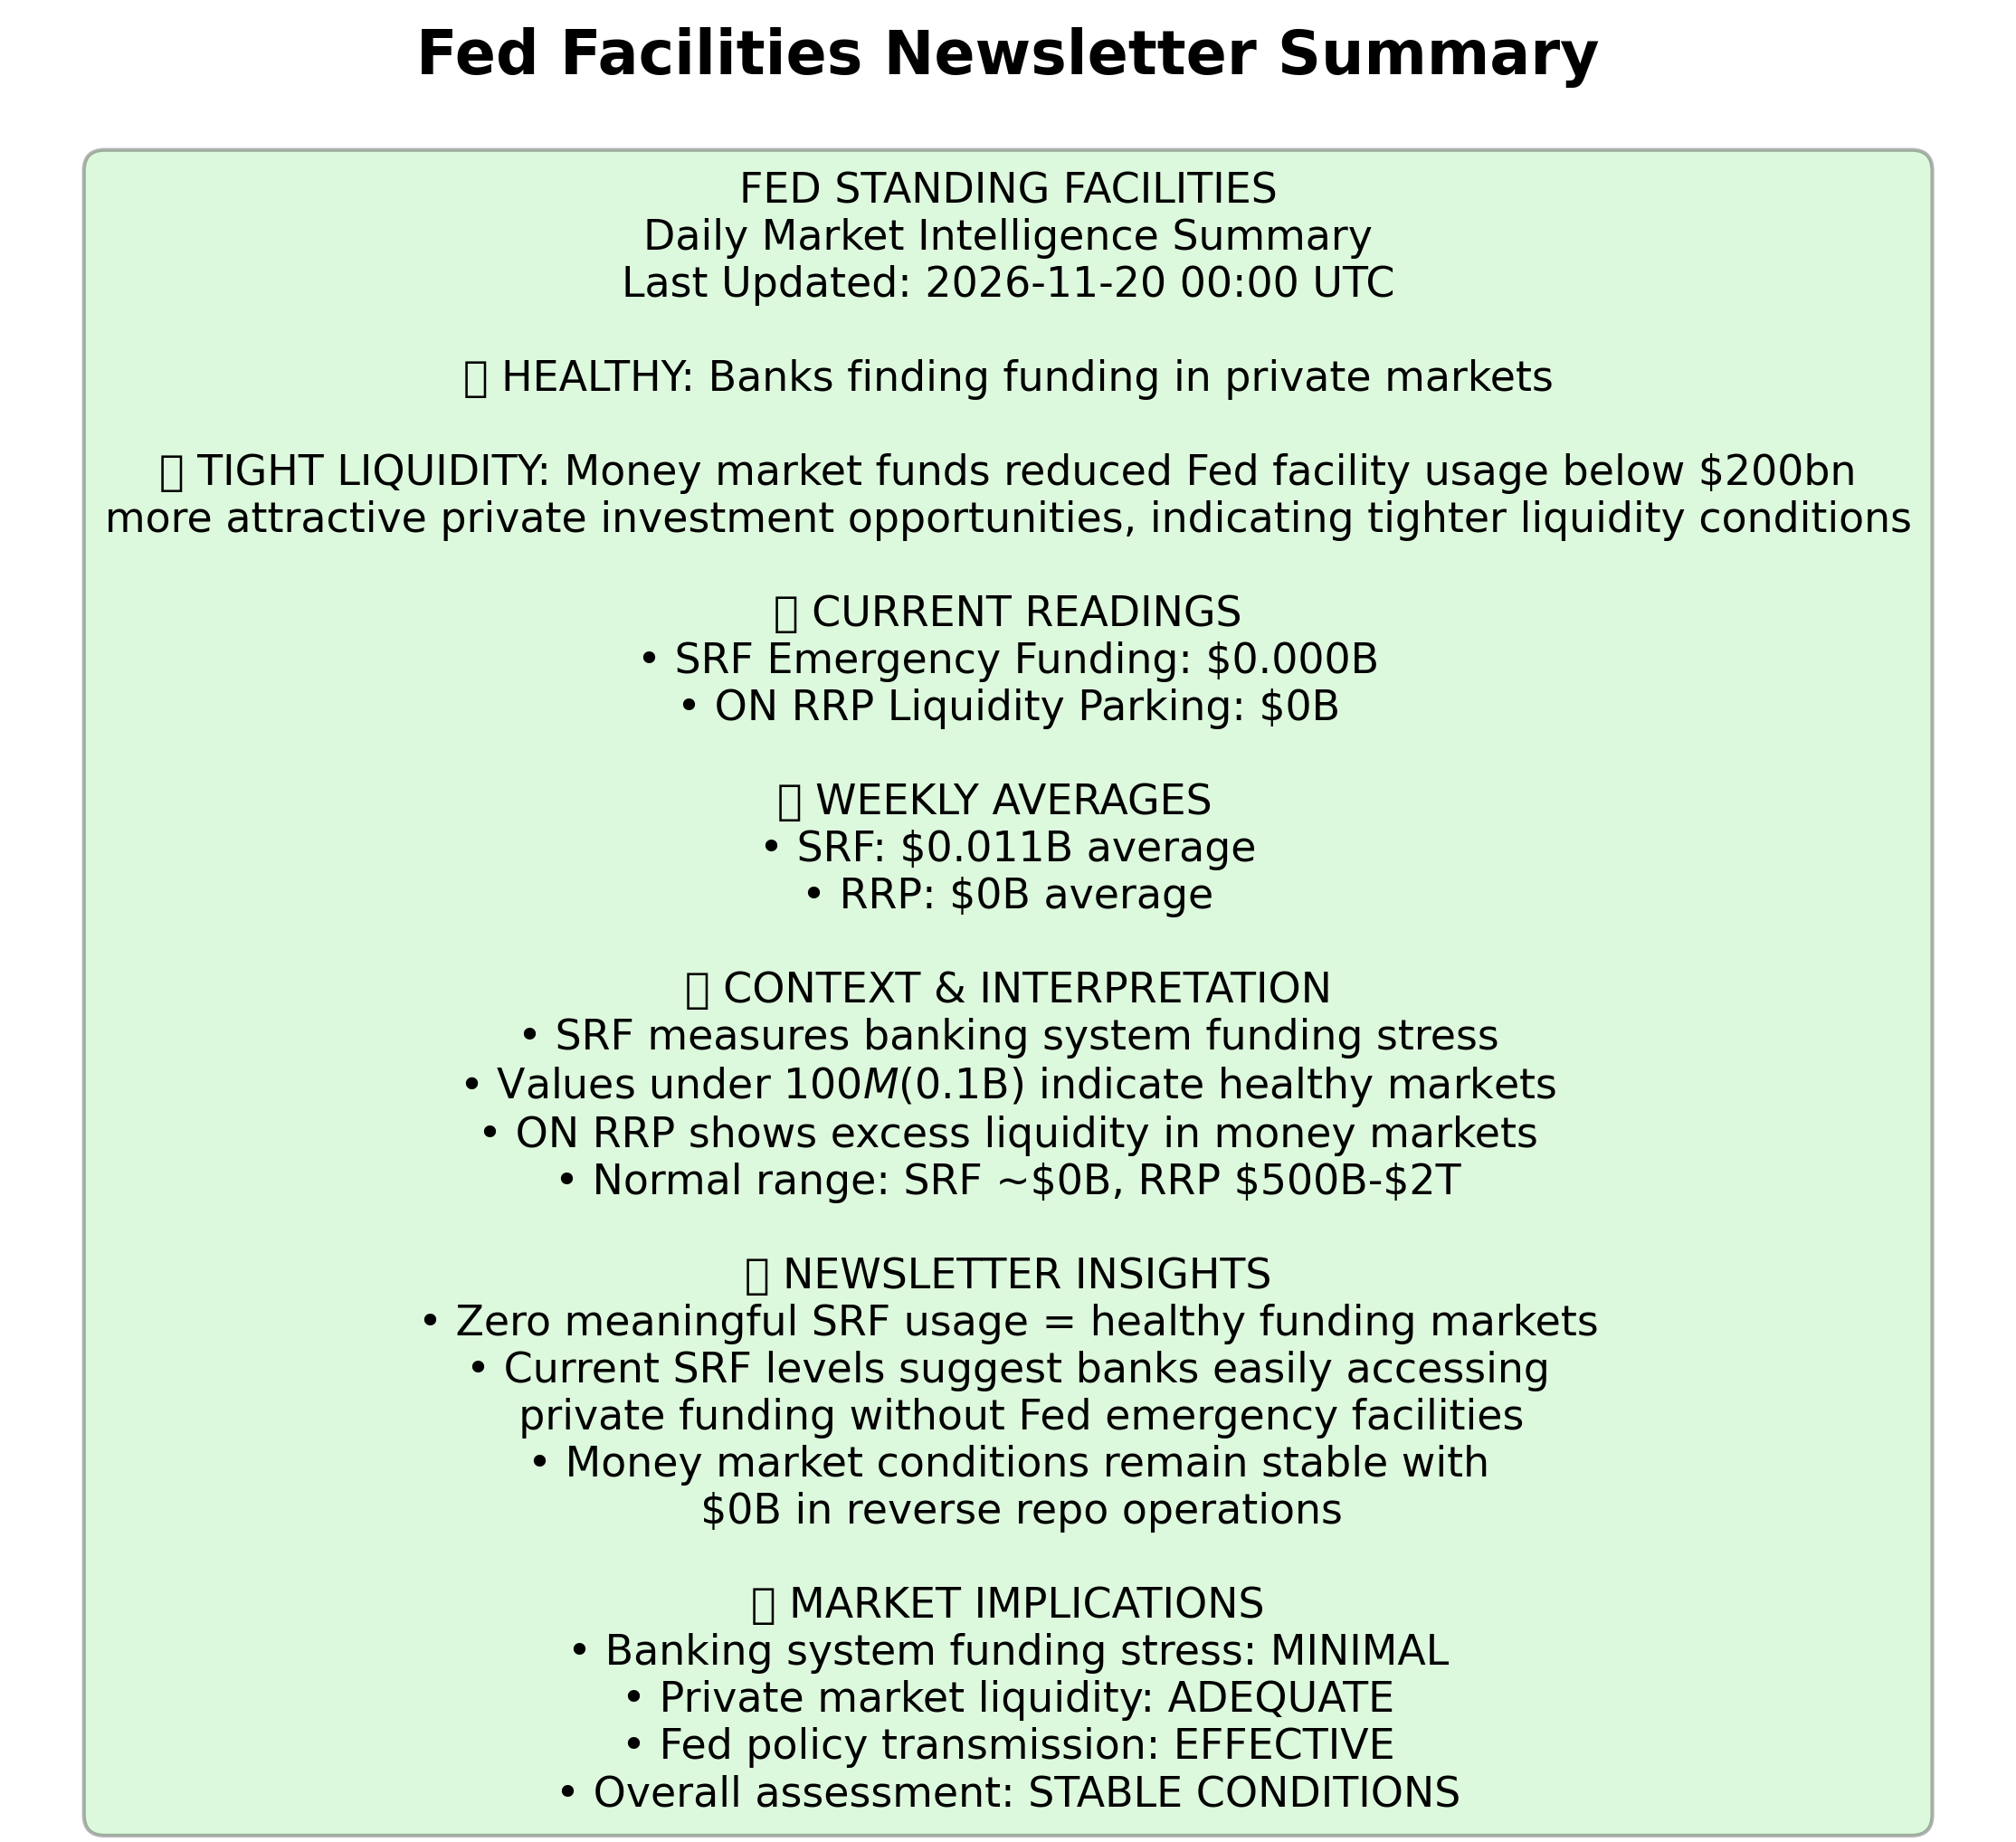 Fed Facilities Newsletter Summary
FED STANDING FACILITIES
Daily Market Intelligence Summary
Last Updated: 2026-11-20 00:00 UTC
▯ HEALTHY: Banks finding funding in private markets
▯ TIGHT LIQUIDITY: Money market funds reduced Fed facility usage below $200bn
more attractive private investment opportunities, indicating tighter liquidity conditions
▯ CURRENT READINGS
• SRF Emergency Funding: $0.000B
• ON RRP Liquidity Parking: $0B
▯ WEEKLY AVERAGES
• SRF: $0.011B average
• RRP: $0B average
▯ CONTEXT & INTERPRETATION
• SRF measures banking system funding stress
• Values under 100M(0.1B) indicate healthy markets
• ON RRP shows excess liquidity in money markets
• Normal range: SRF ~$0B, RRP $500B-$2T
▯ NEWSLETTER INSIGHTS
• Zero meaningful SRF usage = healthy funding markets
• Current SRF levels suggest banks easily accessing
private funding without Fed emergency facilities
• Money market conditions remain stable with
$0B in reverse repo operations
▯ MARKET IMPLICATIONS
• Banking system funding stress: MINIMAL
• Private market liquidity: ADEQUATE
• Fed policy transmission: EFFECTIVE
• Overall assessment: STABLE CONDITIONS